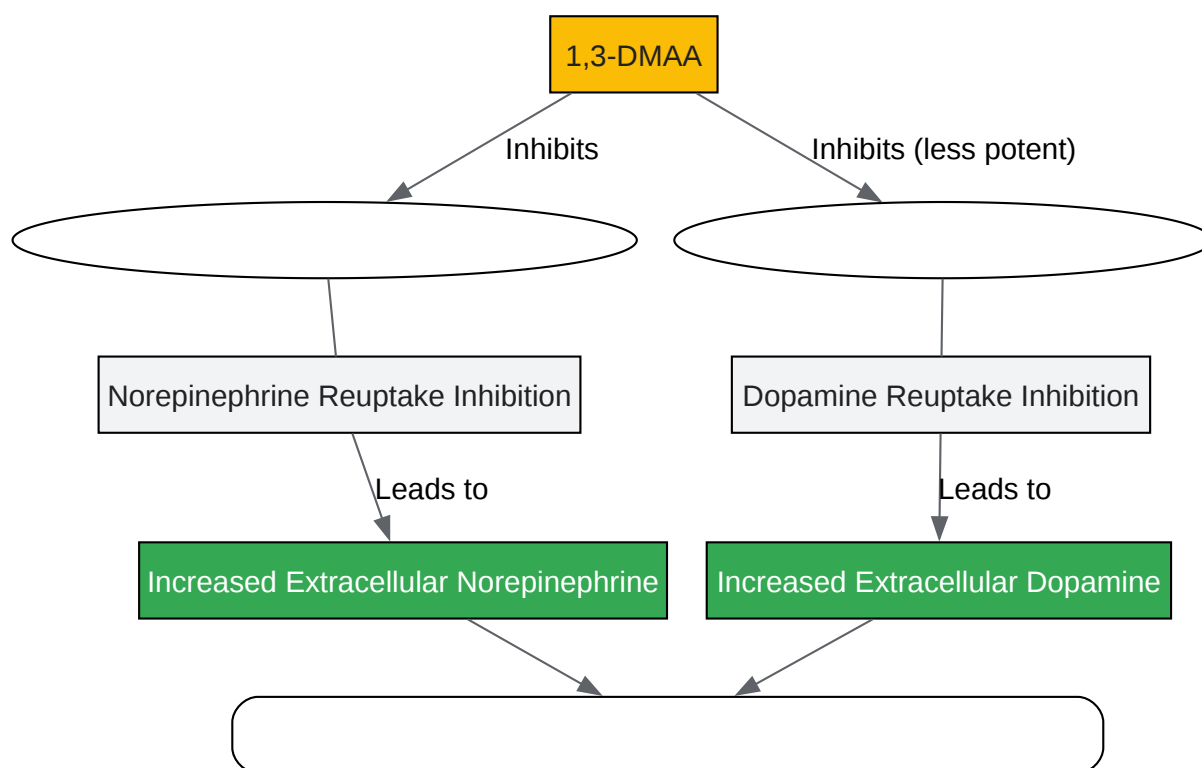 1,3-DMAA
Inhibits
Inhibits (less potent)
Norepinephrine Reuptake Inhibition
Dopamine Reuptake Inhibition
Leads to
Leads to
Increased Extracellular Norepinephrine
Increased Extracellular Dopamine